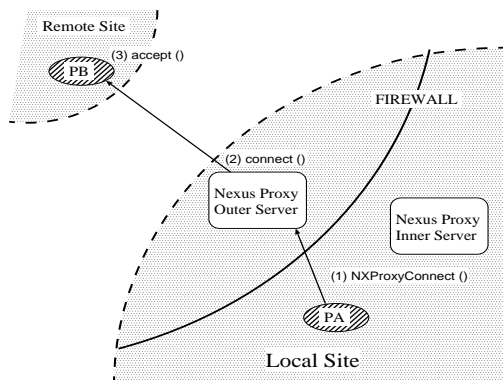 Remote Site
(3) accept ()
PB
FIREWALL
(2) connect ()
Nexus Proxy
Outer Server
Nexus Proxy
Inner Server
(1) NXProxyConnect ()
PA
Local Site